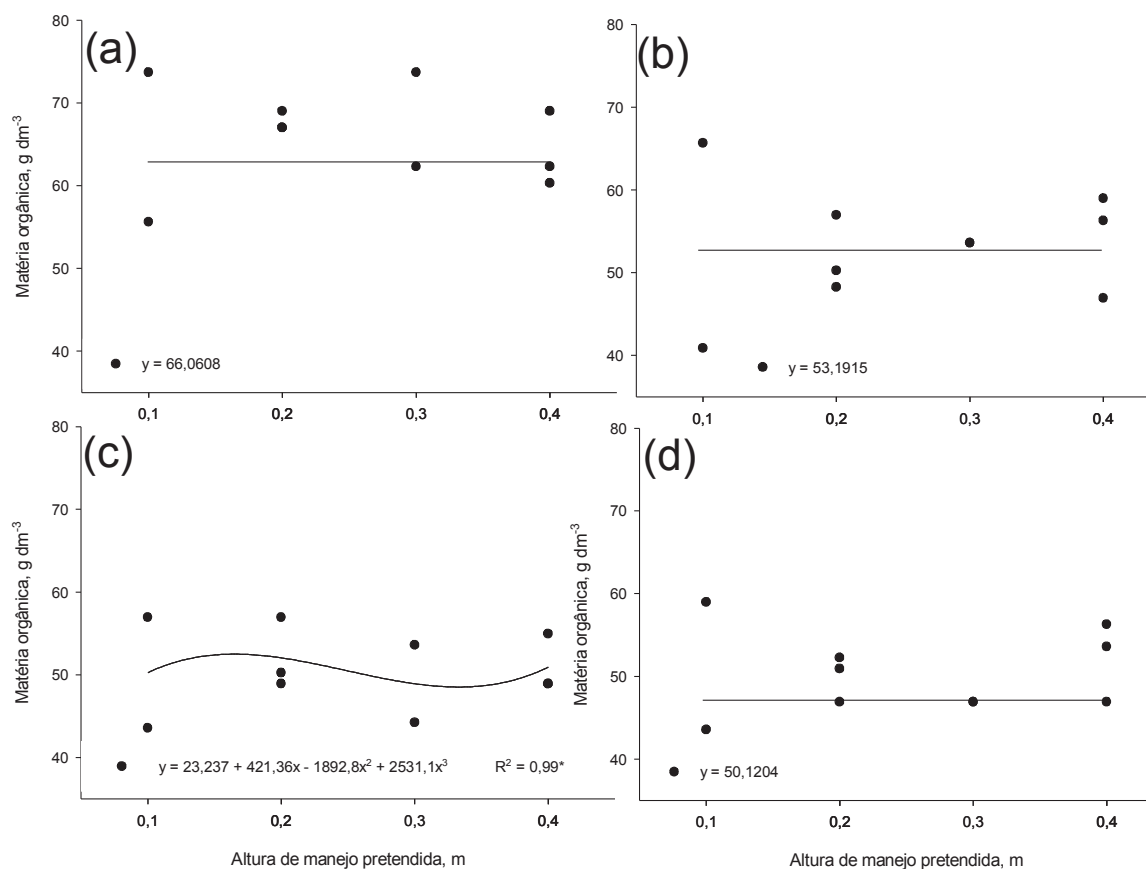 (a)
80
70
60
50
40
Matéria orgânica, g dm⁻³
y = 66,0608
0,1 0,2 0,3 0,4
(b)
80
70
60
50
40
y = 53,1915
0,1 0,2 0,3 0,4
(c)
80
70
60
50
40
Matéria orgânica, g dm⁻³
y = 23,237 + 421,36x - 1892,8x² + 2531,1x³ R² = 0,99*
0,1 0,2 0,3 0,4
Altura de manejo pretendida, m
(d)
80
70
60
50
40
Matéria orgânica, g dm⁻³
y = 50,1204
0,1 0,2 0,3 0,4
Altura de manejo pretendida, m